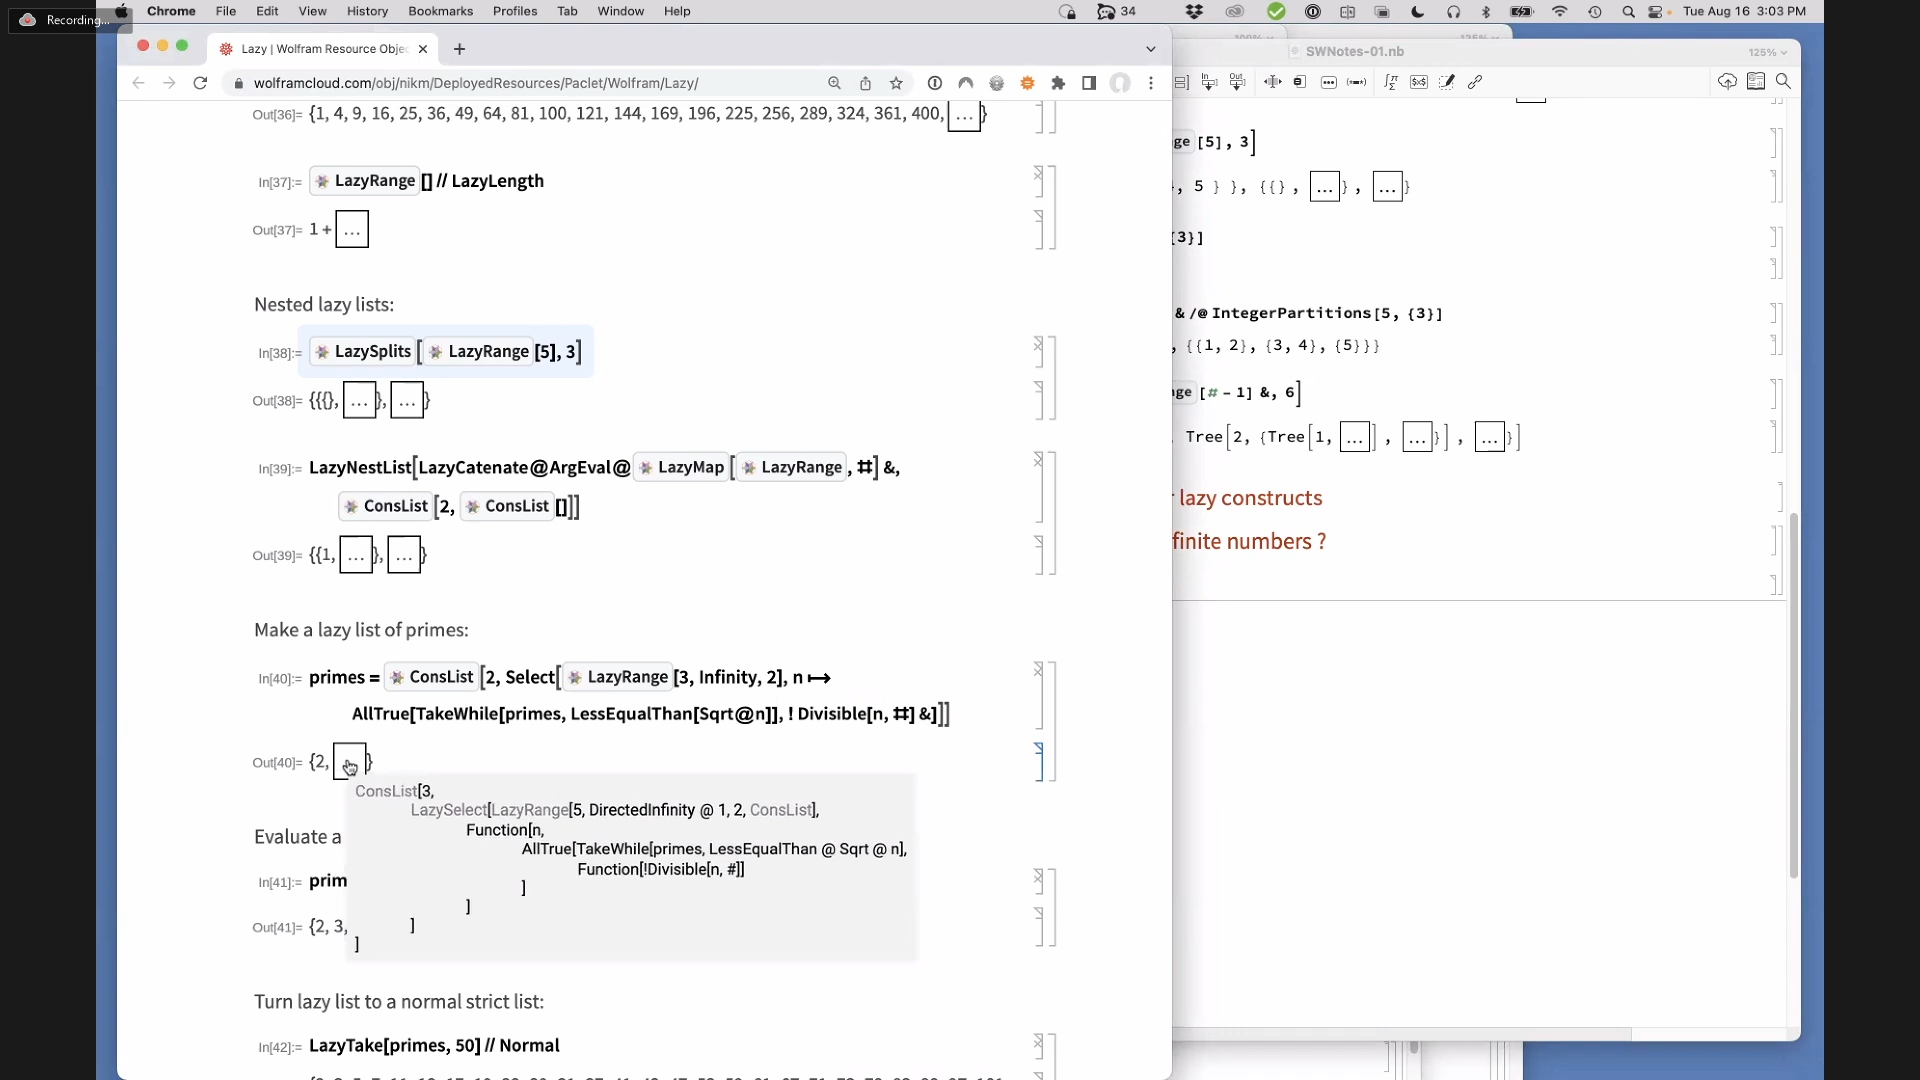 Recording...
Chrome File Edit View History Bookmarks Profiles Tab Window Help
34
Tue Aug 16 3:03 PM
Lazy | Wolfram Resource Objec
wolframcloud.com/obj/nikm/DeployedResources/Paclet/Wolfram/Lazy/
Out[36]= {1, 4, 9, 16, 25, 36, 49, 64, 81, 100, 121, 144, 169, 196, 225, 256, 289, 324, 361, 400, ...}
In[37]:= LazyRange[] // LazyLength
Out[37]= 1 + ...
Nested lazy lists:
In[38]:= LazySplits[LazyRange[5], 3]
Out[38]= {{{}, ...}, ...}
In[39]:= LazyNestList[LazyCatenate@ArgEval@LazyMap[LazyRange, #] &,
ConsList[2, ConsList[]]]
Out[39]= {{1, ...}, ...}
Make a lazy list of primes:
In[40]:= primes = ConsList[2, Select[LazyRange[3, Infinity, 2], n ↦
AllTrue[TakeWhile[primes, LessEqualThan[Sqrt@n]], ! Divisible[n, #] &]]]
Out[40]= {2, }
ConsList[3,
LazySelect[LazyRange[5, DirectedInfinity @ 1, 2, ConsList],
Function[n,
AllTrue[TakeWhile[primes, LessEqualThan @ Sqrt @ n],
Function[!Divisible[n, #]]
]
]
]
]
Evaluate a
In[41]:= prim
Out[41]= {2, 3,
Turn lazy list to a normal strict list:
In[42]:= LazyTake[primes, 50] // Normal
SWNotes-01.nb
125%
ge [5], 3]
, 5 } }, {{}, ...}, ...}
{3}]
& /@ IntegerPartitions[5, {3}]
, {{1, 2}, {3, 4}, {5}}}
nge [# - 1] &, 6]
Tree[2, {Tree[1, ...], ...}], ...}]
r lazy constructs
finite numbers ?